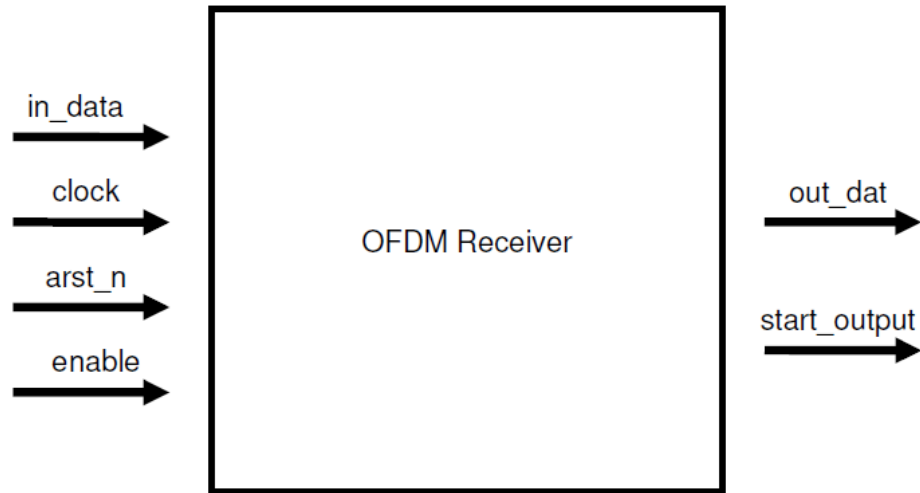 in_data
clock
arst_n
enable
OFDM Receiver
out_dat
start_output